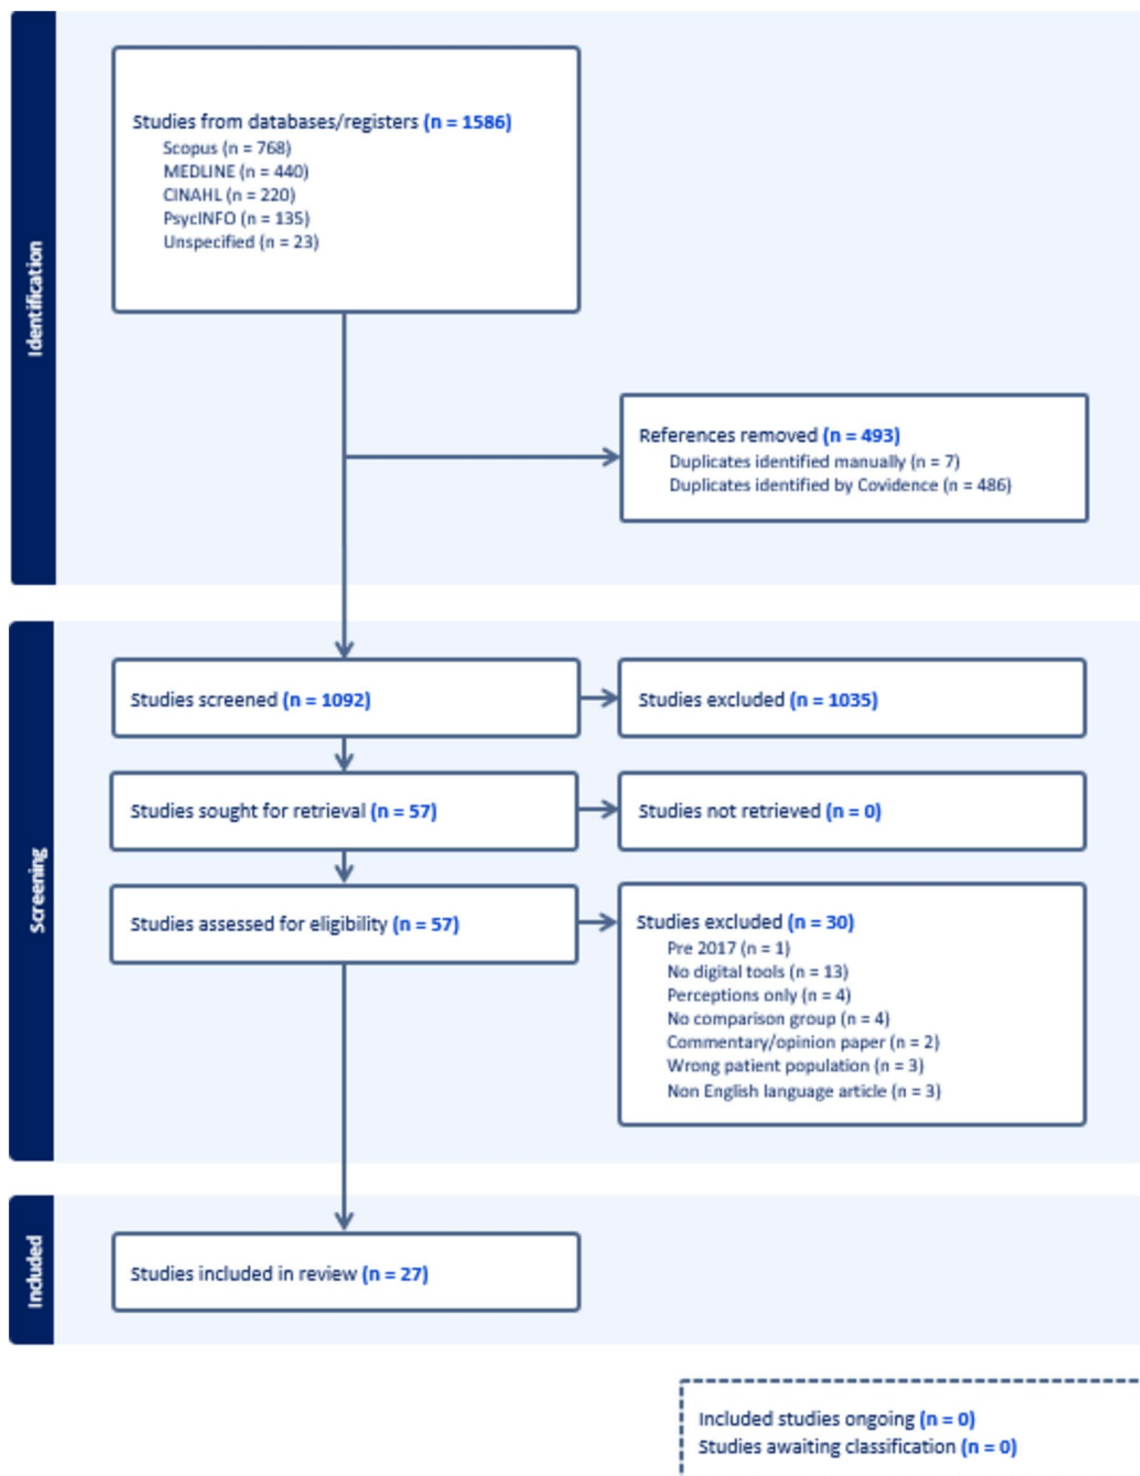 Identification
Studies from databases/registers (n = 1586)
Scopus (n = 768)
MEDLINE (n = 440)
CINAHL (n = 220)
PsycINFO (n = 135)
Unspecified (n = 23)
References removed (n = 493)
Duplicates identified manually (n = 7)
Duplicates identified by Covidence (n = 486)
Screening
Studies screened (n = 1092)
Studies excluded (n = 1035)
Studies sought for retrieval (n = 57)
Studies not retrieved (n = 0)
Studies assessed for eligibility (n = 57)
Studies excluded (n = 30)
Pre 2017 (n = 1)
No digital tools (n = 13)
Perceptions only (n = 4)
No comparison group (n = 4)
Commentary/opinion paper (n = 2)
Wrong patient population (n = 3)
Non English language article (n = 3)
Included
Studies included in review (n = 27)
Included studies ongoing (n = 0)
Studies awaiting classification (n = 0)